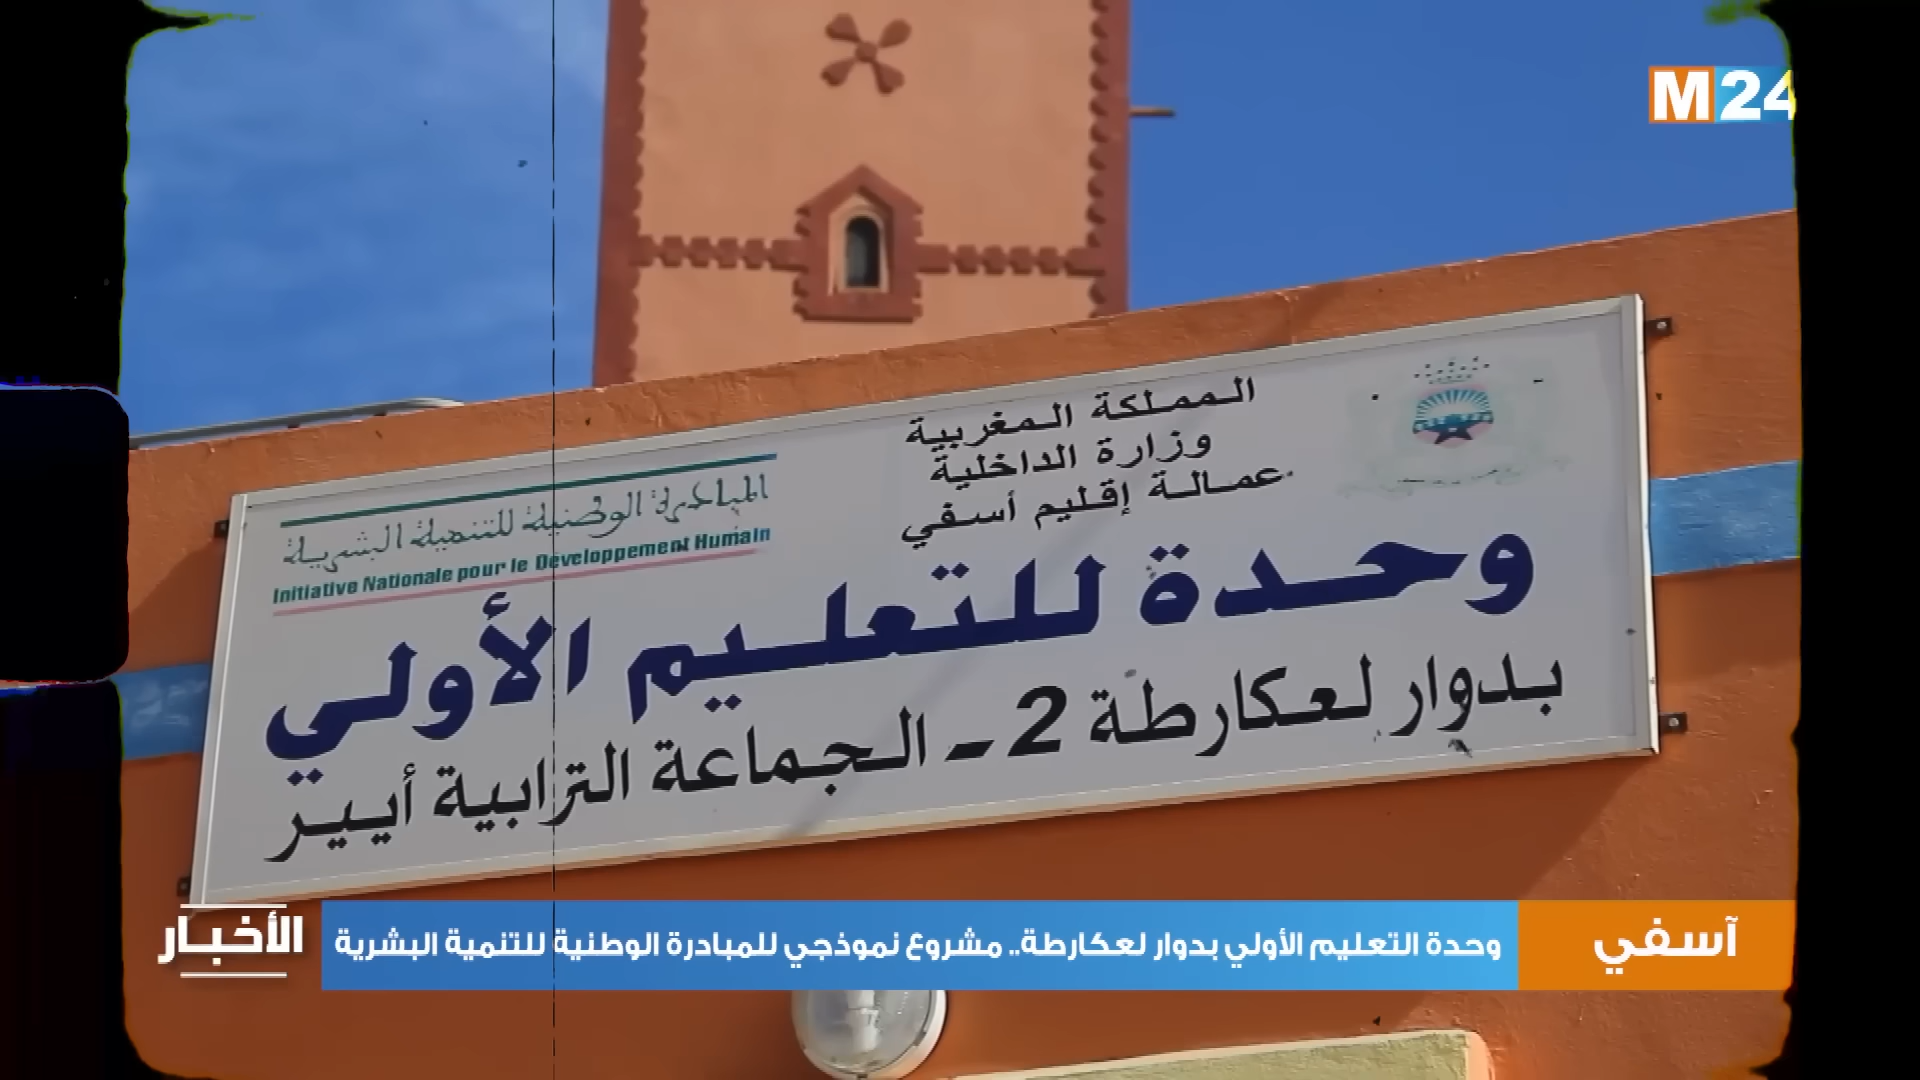 M24
المملكة المغربية
وزارة الداخلية
عمالة إقليم أسفي
المبادرة الوطنية للتنمية البشرية
Initiative Nationale pour le Développement Humain
وحدة للتعليم الأولي
بدوار لعكارطة 2 - الجماعة الترابية أيير
آسفي
وحدة التعليم الأولي بدوار لعكارطة.. مشروع نموذجي للمبادرة الوطنية للتنمية البشرية
الأخبار